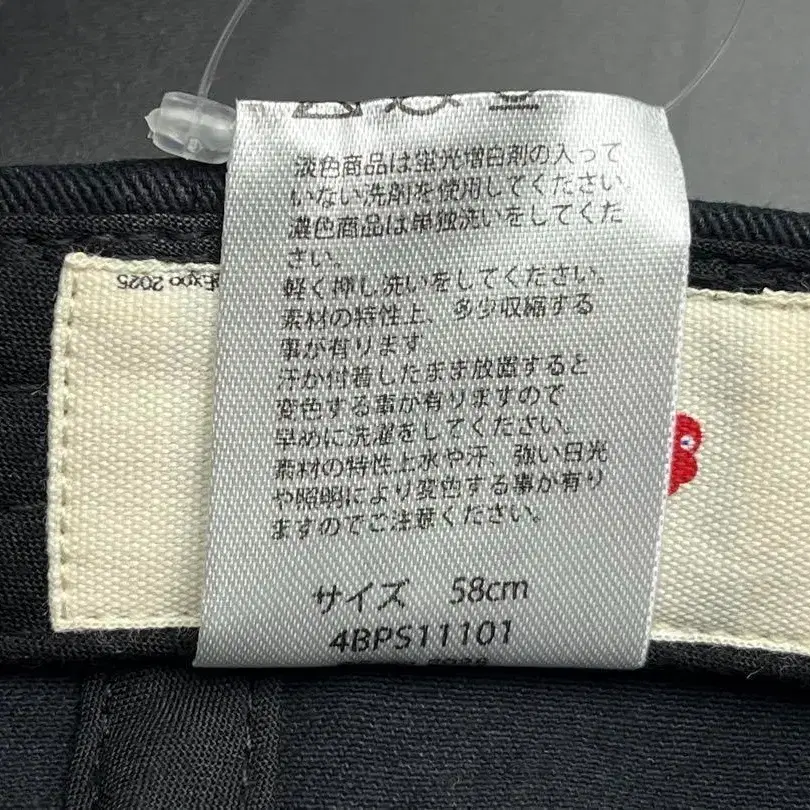 淡色商品は蛍光増白剤の入って
いない洗剤を使用してください
濃色商品は単独洗いをしてくだ
さい。
軽く押し洗いをしてください。
素材の特性上、多少収縮する
事が有ります
汗が付着したまま放置すると
変色する事が有りますので
早めに洗濯をしてください。
素材の特性上水や汗、強い日光
や照明により変色する事が有り
ますのでご注意ください。
サイズ 58cm
4BPS11101
Expo 2025